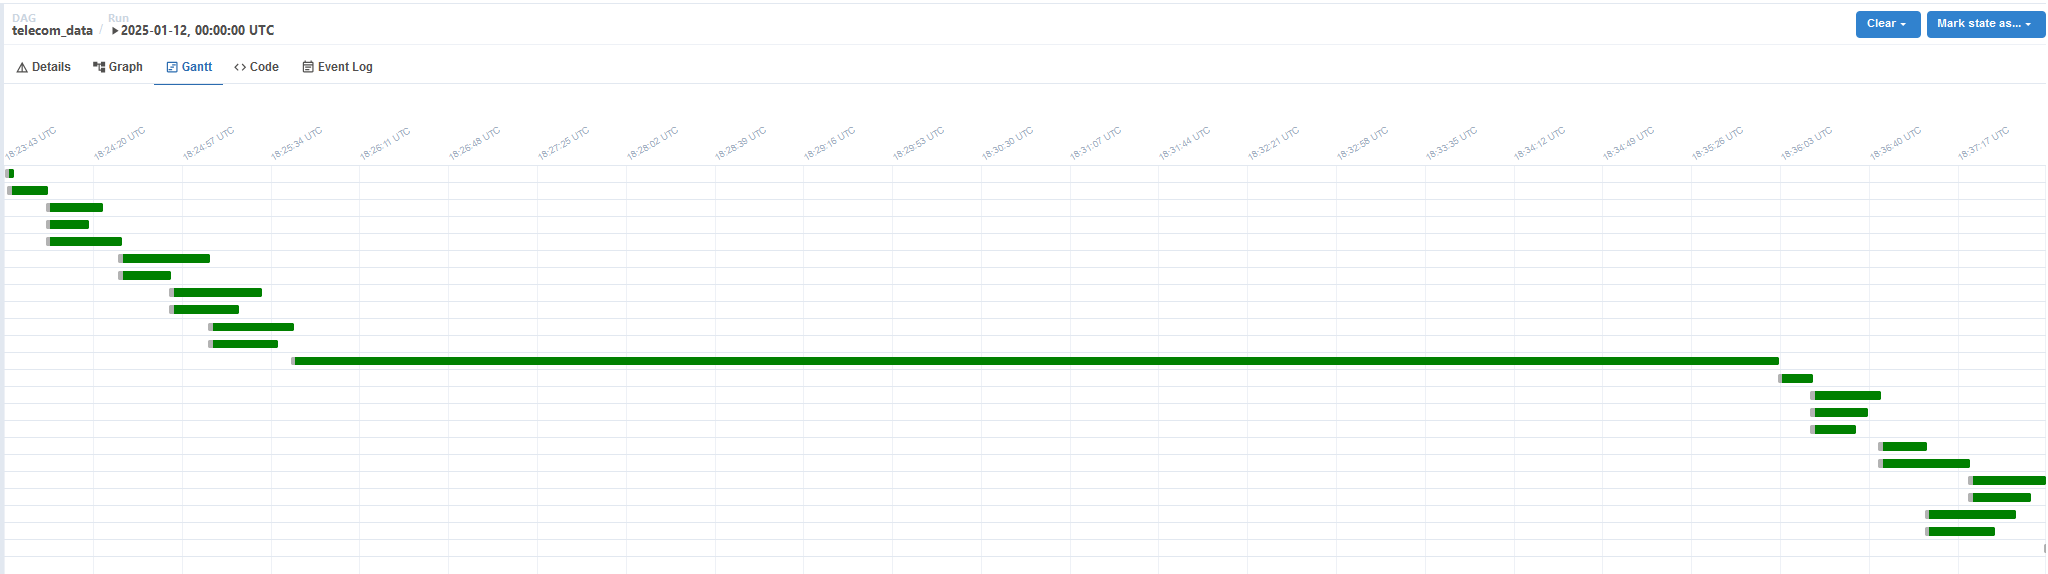 DAG Run
telecom_data / 2025-01-12, 00:00:00 UTC
Clear
Mark state as...
Details Graph Gantt Code Event Log
18:23:43 UTC
18:24:20 UTC
18:24:57 UTC
18:25:34 UTC
18:26:11 UTC
18:26:48 UTC
18:27:25 UTC
18:28:02 UTC
18:28:39 UTC
18:29:16 UTC
18:29:53 UTC
18:30:30 UTC
18:31:07 UTC
18:31:44 UTC
18:32:21 UTC
18:32:58 UTC
18:33:35 UTC
18:34:12 UTC
18:34:49 UTC
18:35:26 UTC
18:36:03 UTC
18:36:40 UTC
18:37:17 UTC